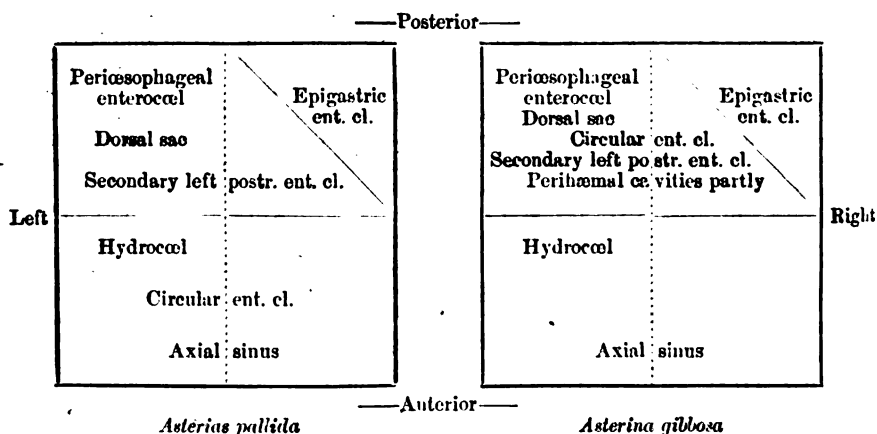 Posterior
Periœsophageal
enterocœl
Dorsal sac
Secondary left postr. ent. cl.
Epigastric
ent. cl.
Left
Hydrocœl
Circular ent. cl.
Axial sinus
Asterias pallida
Periœsophageal
enterocœl
Dorsal sac
Circular ent. cl.
Secondary left postr. ent. cl.
Perihæmal cavities partly
Epigastric
ent. cl.
Right
Hydrocœl
Axial sinus
Anterior
Asterina gibbosa